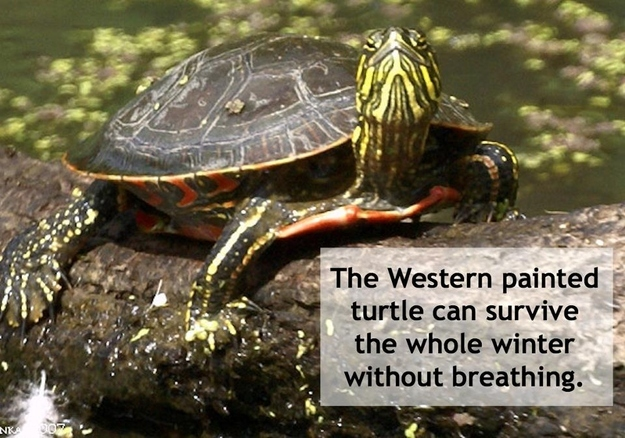 The Western painted
turtle can survive
the whole winter
without breathing.